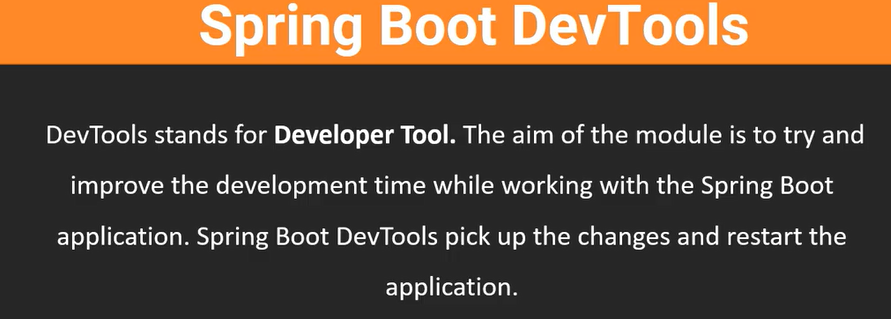 Spring Boot DevTools
DevTools stands for Developer Tool. The aim of the module is to try and
improve the development time while working with the Spring Boot
application. Spring Boot DevTools pick up the changes and restart the
application.